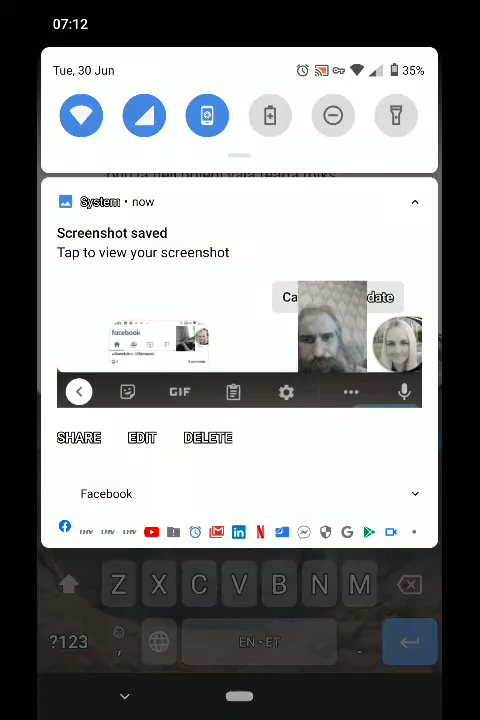 07:12
Tue, 30 Jun
35%
System • now
Screenshot saved
Tap to view your screenshot
facebook
GIF
SHARE EDIT DELETE
Facebook
Z X C V B N M
?123 , EN • ET .